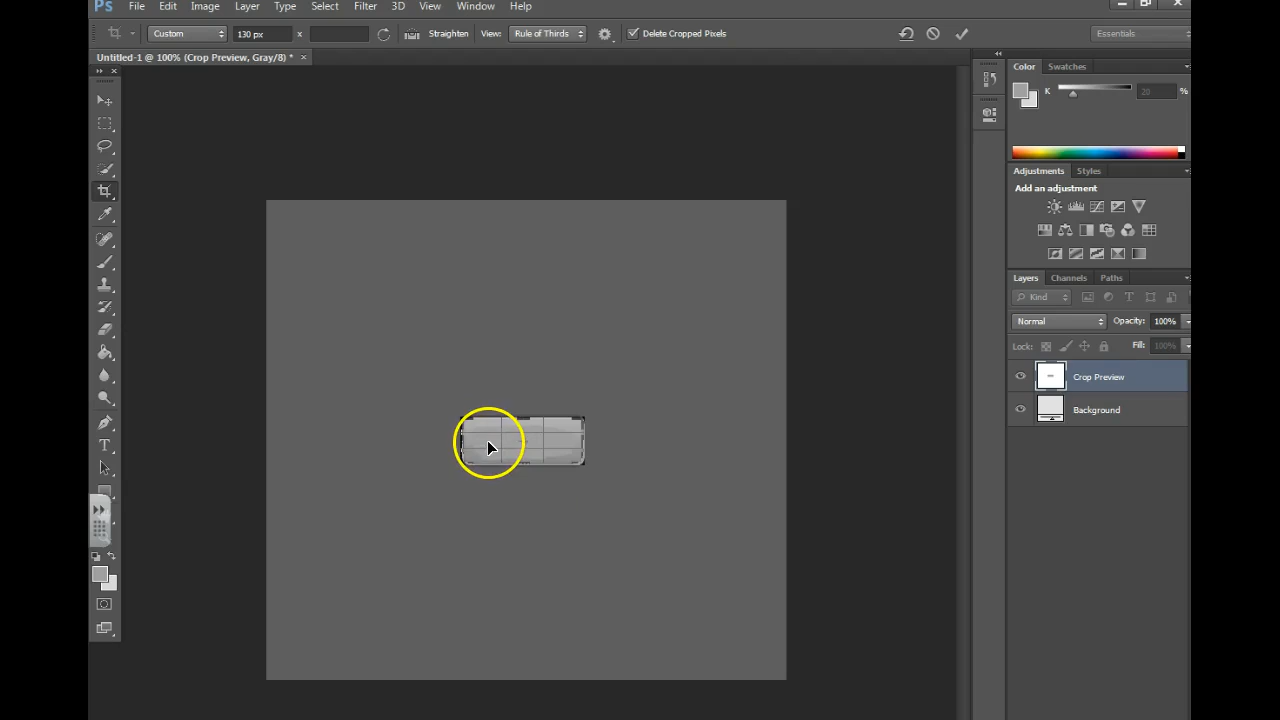 Ps File Edit Image Layer Type Select Filter 3D View Window Help
Custom 130 px x Straighten View: Rule of Thirds Delete Cropped Pixels Essentials
Untitled-1 @ 100% (Crop Preview, Gray/8) * ×
Color Swatches
K 20 %
Adjustments Styles
Add an adjustment
Layers Channels Paths
Kind T
Normal Opacity: 100%
Lock: Fill: 100%
Crop Preview
Background
T